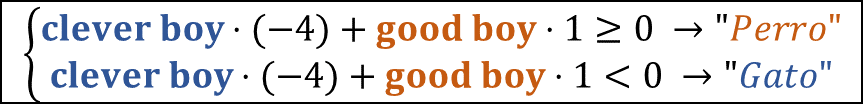 clever boy · (−4) + good boy · 1 ≥ 0 → "Perro"
clever boy · (−4) + good boy · 1 < 0 → "Gato"